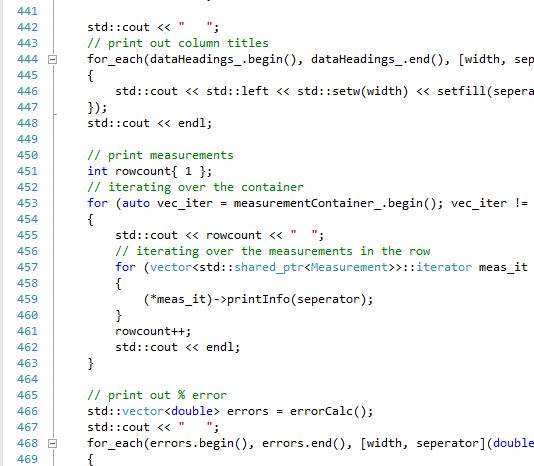 441
442 std::cout << "   ";
443 // print out column titles
444 for_each(dataHeadings_.begin(), dataHeadings_.end(), [width, sep
445 {
446 std::cout << std::left << std::setw(width) << setfill(sepera
447 });
448 std::cout << endl;
449
450 // print measurements
451 int rowcount{ 1 };
452 // iterating over the container
453 for (auto vec_iter = measurementContainer_.begin(); vec_iter !=
454 {
455 std::cout << rowcount << "  ";
456 // iterating over the measurements in the row
457 for (vector<std::shared_ptr<Measurement>>::iterator meas_it
458 {
459 (*meas_it)->printInfo(seperator);
460 }
461 rowcount++;
462 std::cout << endl;
463 }
464
465 // print out % error
466 std::vector<double> errors = errorCalc();
467 std::cout << "   ";
468 for_each(errors.begin(), errors.end(), [width, seperator](double
469 {